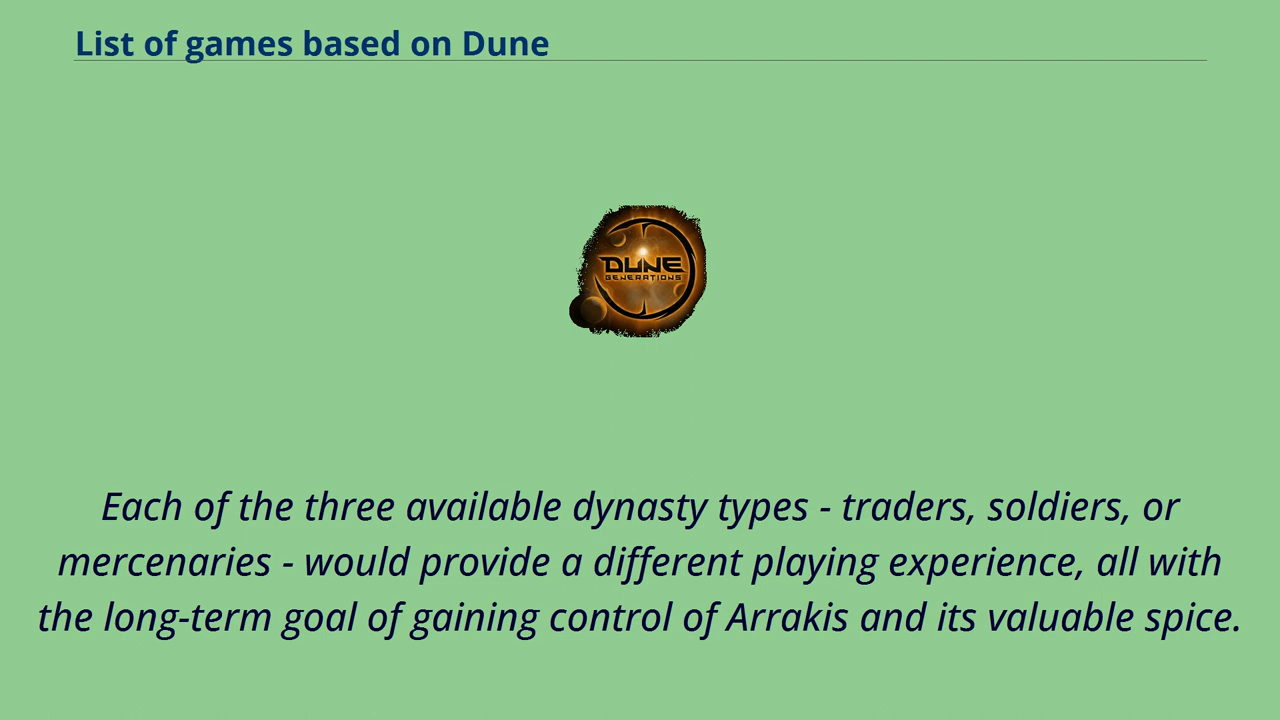 List of games based on Dune
DUNE
GENERATIONS
Each of the three available dynasty types - traders, soldiers, or
mercenaries - would provide a different playing experience, all with
the long-term goal of gaining control of Arrakis and its valuable spice.